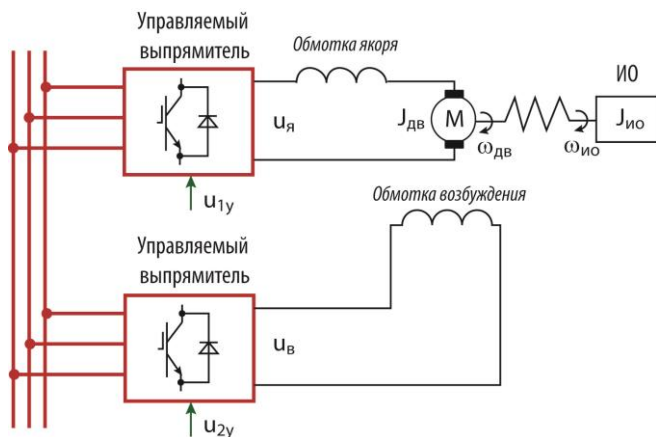 Управляемый
выпрямитель
Обмотка якоря
ИО
uя
Jдв
М
Jио
ωдв
ωио
u1у
Обмотка возбуждения
Управляемый
выпрямитель
uв
u2у